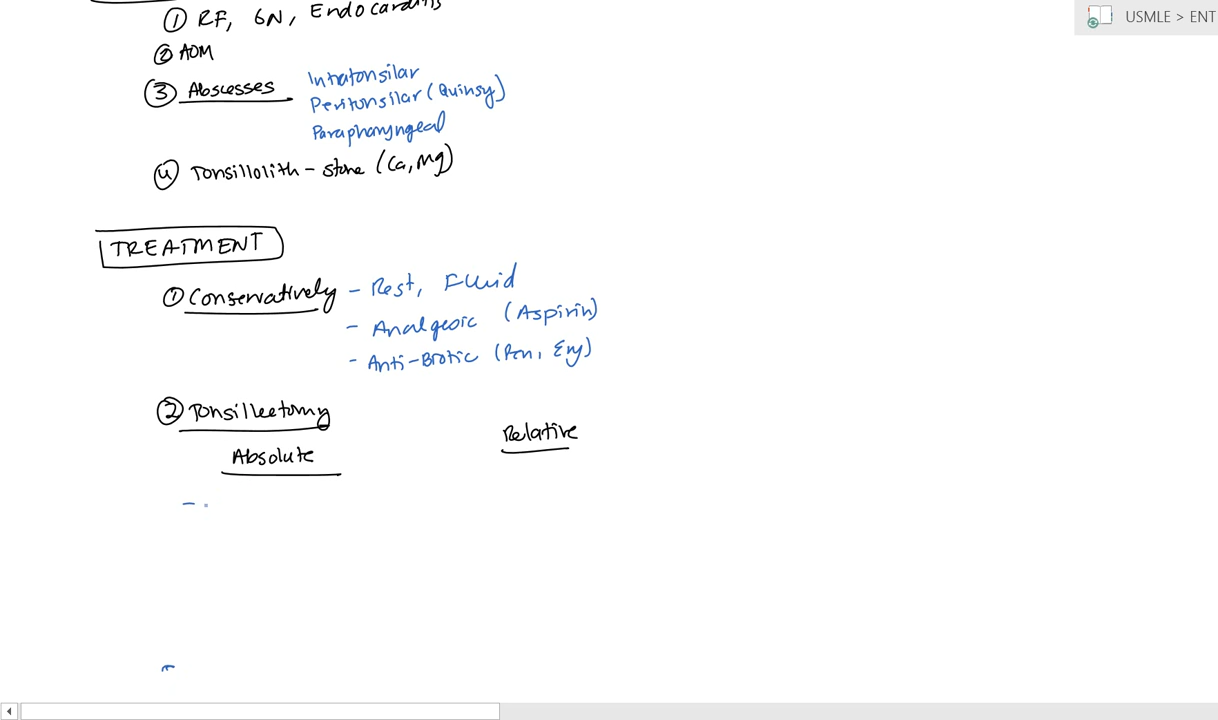 USMLE > ENT
① RF, GN, Endocarditis
② AOM
③ Abscesses
Intratonsilar
Peritonsilar (Quinsy)
Parapharyngeal
④ Tonsillolith - stone (Ca, Mg)
TREATMENT
① Conservatively - Rest, Fluid
- Analgesic (Aspirin)
- Anti-Biotic (Pen, Ery)
② Tonsillectomy
Absolute
Relative
-